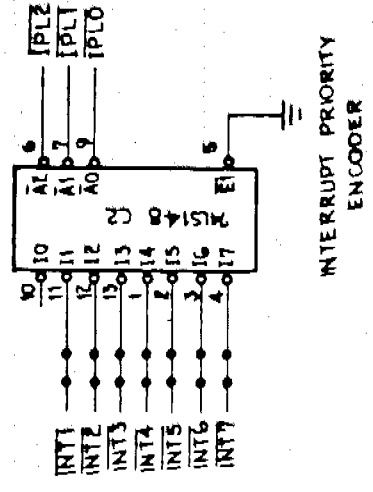 IPL2
IPL1
IPL0
6
7
9
5
A2
A1
A0
EI
74LS148
C2
I0
I1
I2
I3
I4
I5
I6
I7
10
11
12
13
1
2
3
4
INT1
INT2
INT3
INT4
INT5
INT6
INT7
INTERRUPT PRIORITY
ENCODER